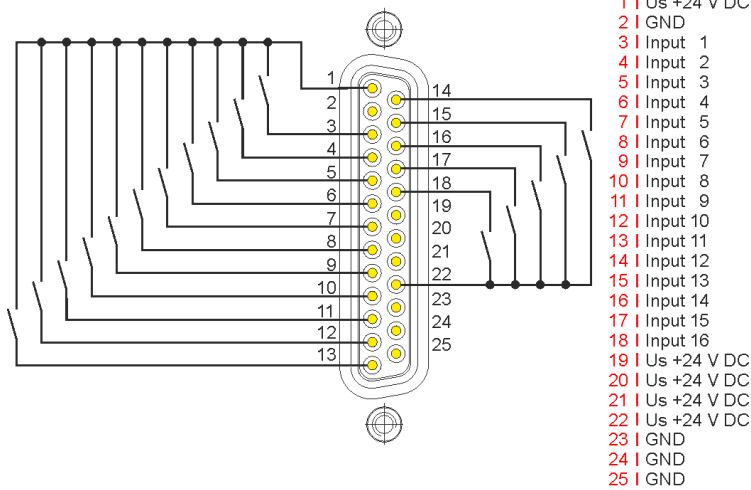 1 | Us +24 V DC
2 | GND
3 | Input 1
4 | Input 2
5 | Input 3
6 | Input 4
7 | Input 5
8 | Input 6
9 | Input 7
10 | Input 8
11 | Input 9
12 | Input 10
13 | Input 11
14 | Input 12
15 | Input 13
16 | Input 14
17 | Input 15
18 | Input 16
19 | Us +24 V DC
20 | Us +24 V DC
21 | Us +24 V DC
22 | Us +24 V DC
23 | GND
24 | GND
25 | GND
1
2
3
4
5
6
7
8
9
10
11
12
13
14
15
16
17
18
19
20
21
22
23
24
25